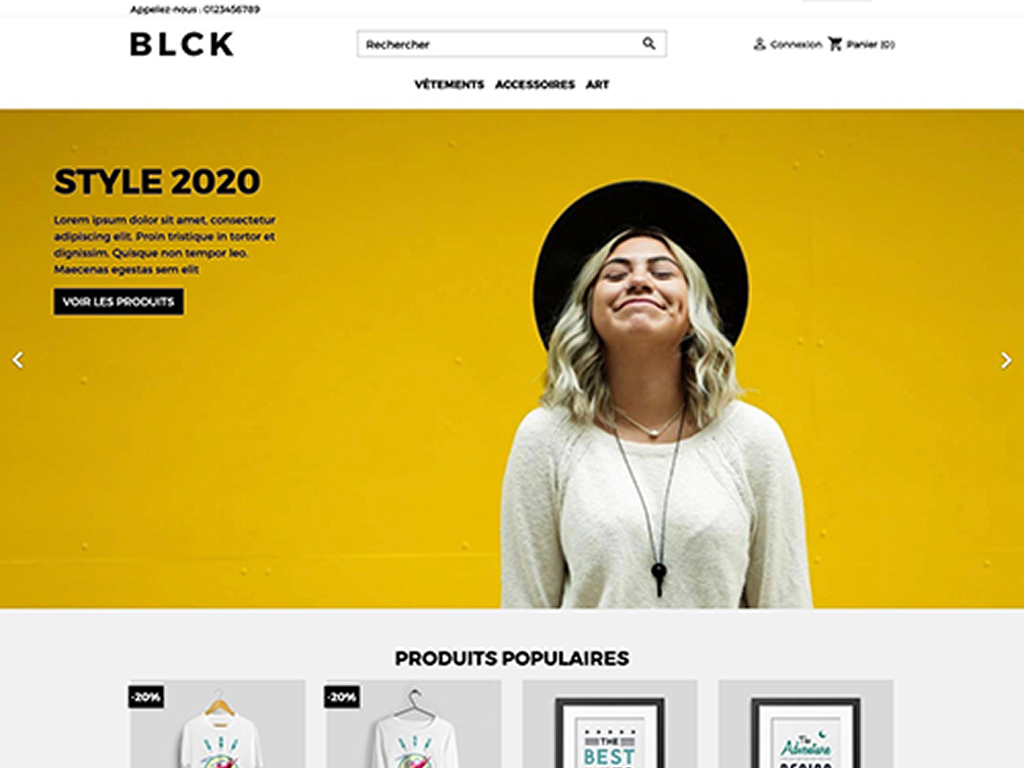 Appelez-nous : 0123456789
BLCK
Rechercher
Connexion Panier (0)
VÊTEMENTS ACCESSOIRES ART
STYLE 2020
Lorem ipsum dolor sit amet, consectetur
adipiscing elit. Proin tristique in tortor et
dignissim. Quisque non tempor leo.
Maecenas egestas sem elit
VOIR LES PRODUITS
PRODUITS POPULAIRES
-20%
-20%
THE
BEST
The
Adventure